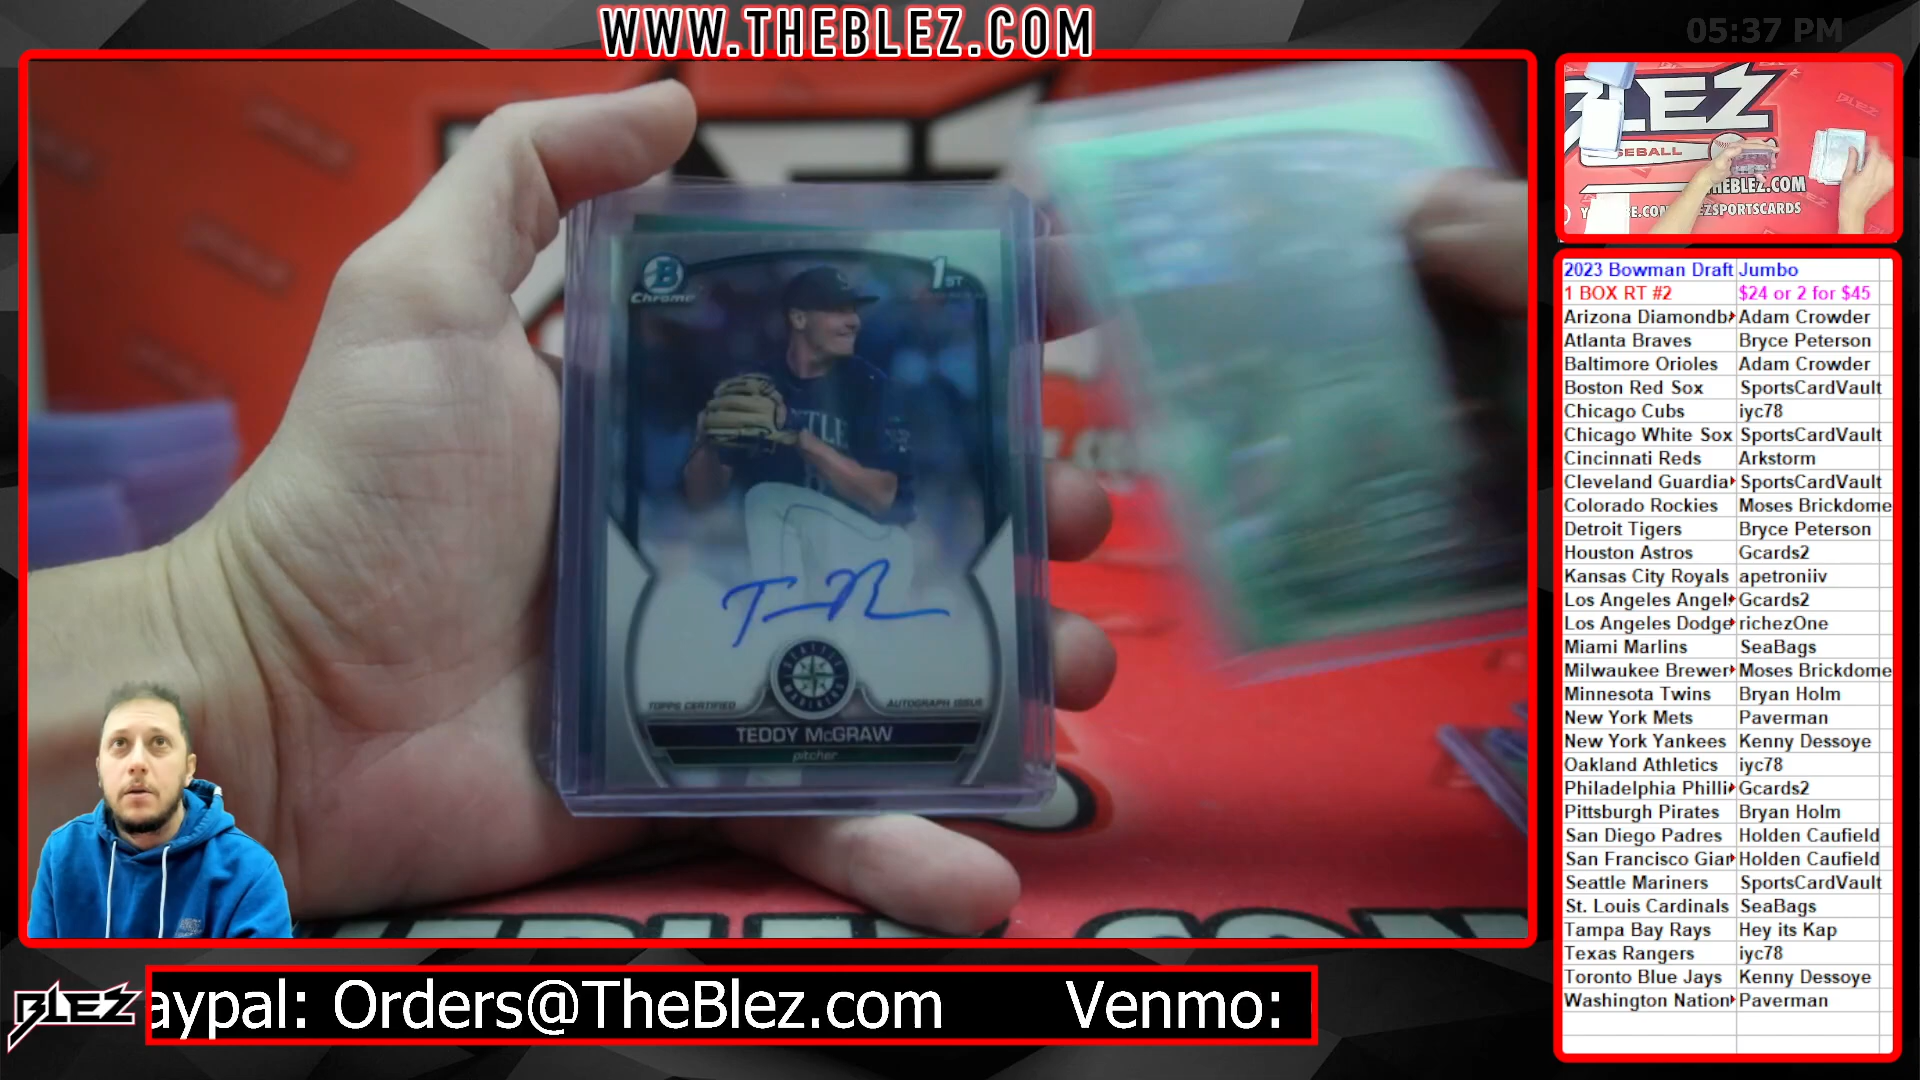 WWW.THEBLEZ.COM
05:37 PM
B
Chrome
1ST
TLE
TOPPS CERTIFIED
AUTOGRAPH ISSUE
TEDDY McGRAW
pitcher
BLEZ
SEBALL
THEBLEZ.COM
EZSPORTSCARDS
2023 Bowman Draft Jumbo
1 BOX RT #2 $24 or 2 for $45
Arizona Diamondb Adam Crowder
Atlanta Braves Bryce Peterson
Baltimore Orioles Adam Crowder
Boston Red Sox SportsCardVault
Chicago Cubs iyc78
Chicago White Sox SportsCardVault
Cincinnati Reds Arkstorm
Cleveland Guardia SportsCardVault
Colorado Rockies Moses Brickdome
Detroit Tigers Bryce Peterson
Houston Astros Gcards2
Kansas City Royals apetroniiv
Los Angeles Angel Gcards2
Los Angeles Dodge richezOne
Miami Marlins SeaBags
Milwaukee Brewer Moses Brickdome
Minnesota Twins Bryan Holm
New York Mets Paverman
New York Yankees Kenny Dessoye
Oakland Athletics iyc78
Philadelphia Philli Gcards2
Pittsburgh Pirates Bryan Holm
San Diego Padres Holden Caufield
San Francisco Gian Holden Caufield
Seattle Mariners SportsCardVault
St. Louis Cardinals SeaBags
Tampa Bay Rays Hey its Kap
Texas Rangers iyc78
Toronto Blue Jays Kenny Dessoye
Washington Nation Paverman
BLEZ
aypal: Orders@TheBlez.com Venmo: